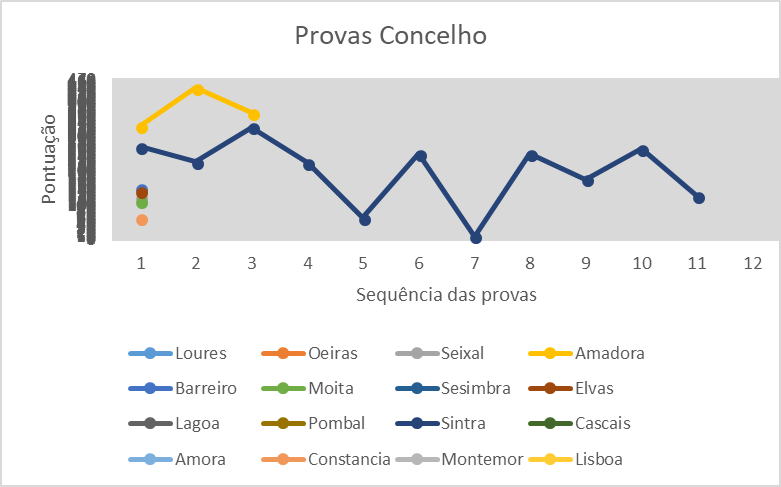 Provas Concelho
Pontuação
1 2 3 4 5 6 7 8 9 10 11 12
Sequência das provas
Loures Oeiras Seixal Amadora
Barreiro Moita Sesimbra Elvas
Lagoa Pombal Sintra Cascais
Amora Constancia Montemor Lisboa